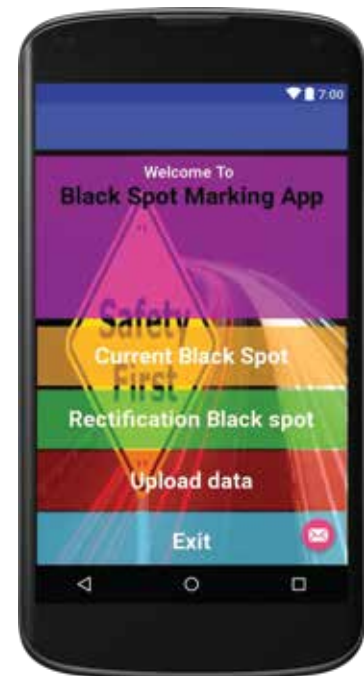 7:00
Welcome To
Black Spot Marking App
Safety
Current Black Spot
First
Rectification Black spot
Upload data
Exit